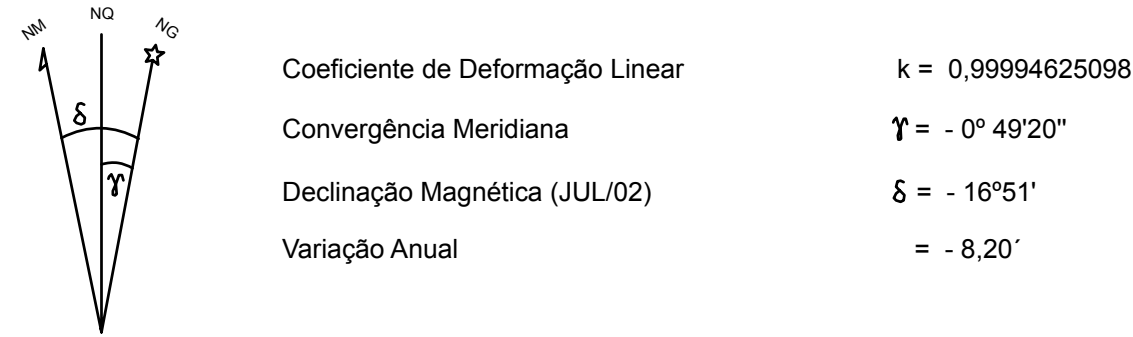 NM NQ NG
δ
γ
Coeficiente de Deformação Linear k = 0,99994625098
Convergência Meridiana γ = - 0º 49'20"
Declinação Magnética (JUL/02) δ = - 16º51'
Variação Anual = - 8,20´